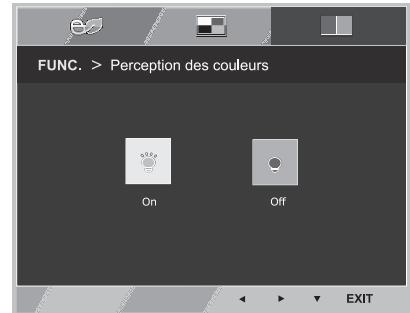 FUNC. > Perception des couleurs
On Off
◄ ► ▼ EXIT